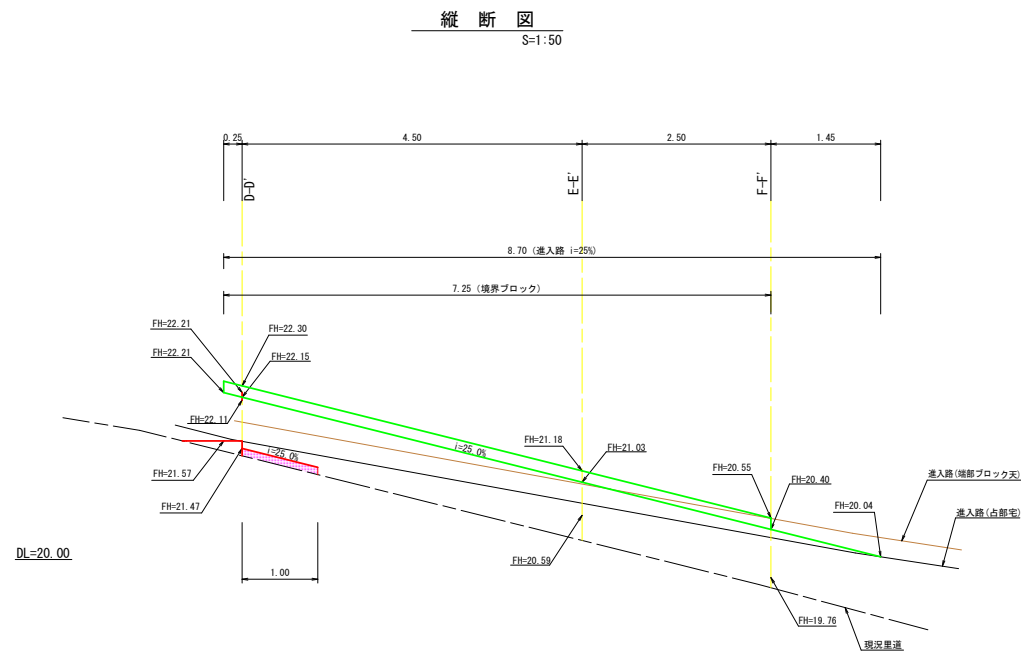 縦 断 図
S=1:50
0.25
4.50
2.50
1.45
D-D'
E-E'
F-F'
8.70 (進入路 i=25%)
7.25 (境界ブロック)
FH=22.21
FH=22.30
FH=22.21
FH=22.15
FH=22.11
i=25.0%
i=25.0%
FH=21.57
FH=21.47
FH=21.18
FH=21.03
FH=20.55
FH=20.40
FH=20.04
進入路(端部ブロック天)
進入路(占部宅)
DL=20.00
1.00
FH=20.59
FH=19.76
現況里道